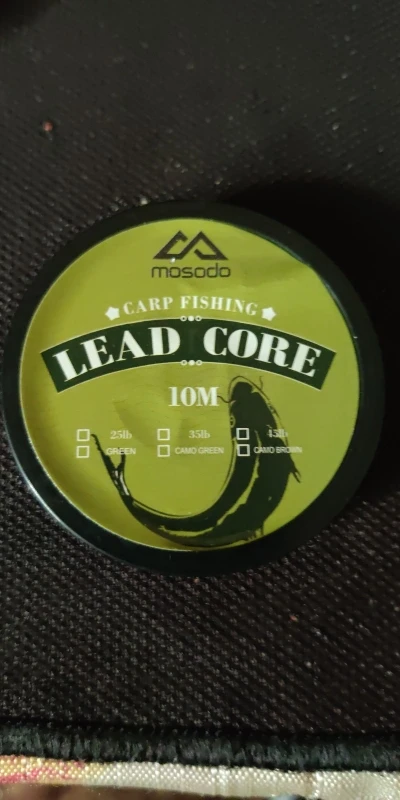 mosodo
CARP FISHING
LEAD CORE
10M
25lb 35lb 45lb
GREEN CAMO GREEN CAMO BROWN